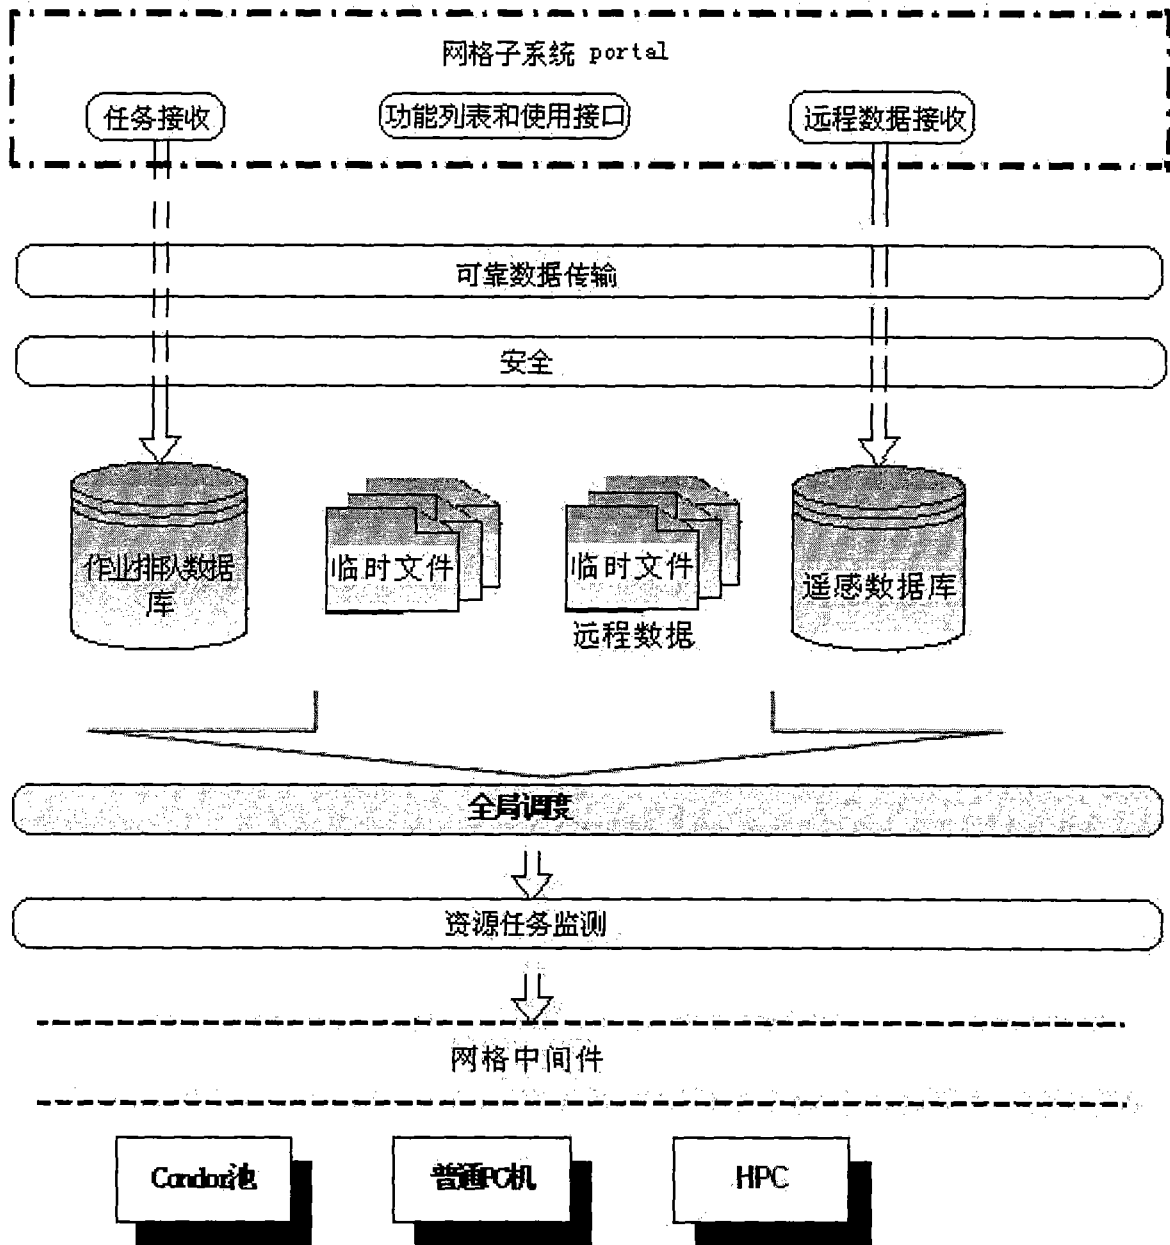 网格子系统 portal
任务接收
功能列表和使用接口
远程数据接收
可靠数据传输
安全
作业排队数据
库
临时文件
临时文件
远程数据
遥感数据库
全局调度
资源任务监测
网格中间件
Condor池
普通PC机
HPC